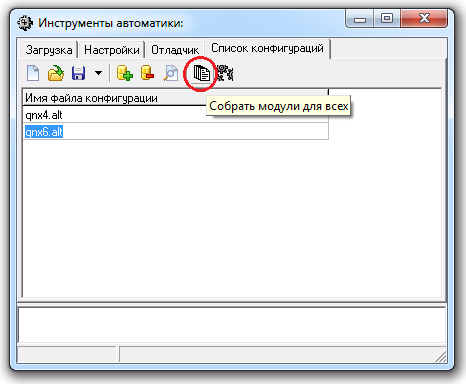 Инструменты автоматики:
Загрузка Настройки Отладчик Список конфигураций
Имя файла конфигурации
Собрать модули для всех
qnx4.alt
qnx6.alt